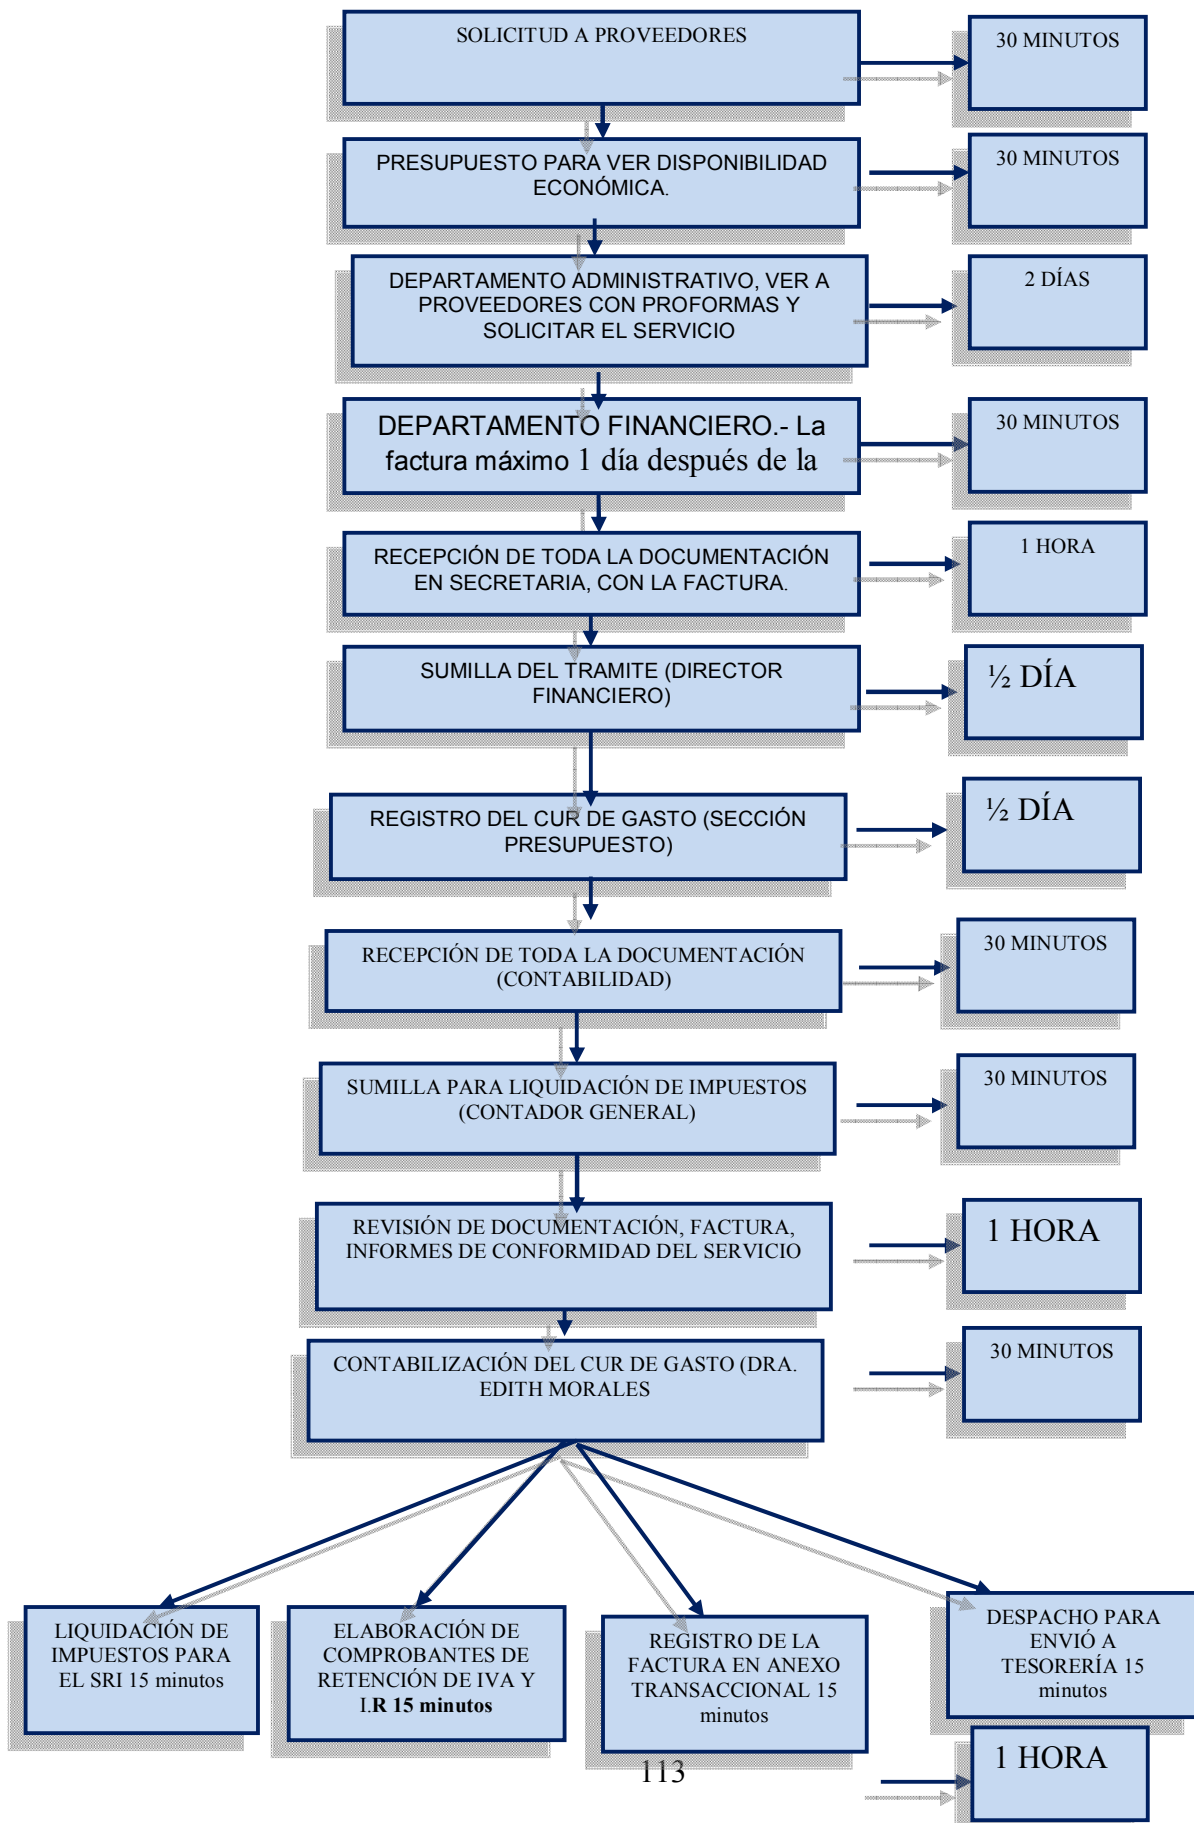 SOLICITUD A PROVEEDORES
30 MINUTOS
PRESUPUESTO PARA VER DISPONIBILIDAD
ECONÓMICA.
30 MINUTOS
DEPARTAMENTO ADMINISTRATIVO, VER A
PROVEEDORES CON PROFORMAS Y
SOLICITAR EL SERVICIO
2 DÍAS
DEPARTAMENTO FINANCIERO.- La
factura máximo 1 día después de la
30 MINUTOS
RECEPCIÓN DE TODA LA DOCUMENTACIÓN
EN SECRETARIA, CON LA FACTURA.
1 HORA
SUMILLA DEL TRAMITE (DIRECTOR
FINANCIERO)
½ DÍA
REGISTRO DEL CUR DE GASTO (SECCIÓN
PRESUPUESTO)
½ DÍA
RECEPCIÓN DE TODA LA DOCUMENTACIÓN
(CONTABILIDAD)
30 MINUTOS
SUMILLA PARA LIQUIDACIÓN DE IMPUESTOS
(CONTADOR GENERAL)
30 MINUTOS
REVISIÓN DE DOCUMENTACIÓN, FACTURA,
INFORMES DE CONFORMIDAD DEL SERVICIO
1 HORA
CONTABILIZACIÓN DEL CUR DE GASTO (DRA.
EDITH MORALES
30 MINUTOS
LIQUIDACIÓN DE
IMPUESTOS PARA
EL SRI 15 minutos
ELABORACIÓN DE
COMPROBANTES DE
RETENCIÓN DE IVA Y
I.R 15 minutos
REGISTRO DE LA
FACTURA EN ANEXO
TRANSACCIONAL 15
minutos
DESPACHO PARA
ENVIÓ A
TESORERÍA 15
minutos
1 HORA
113